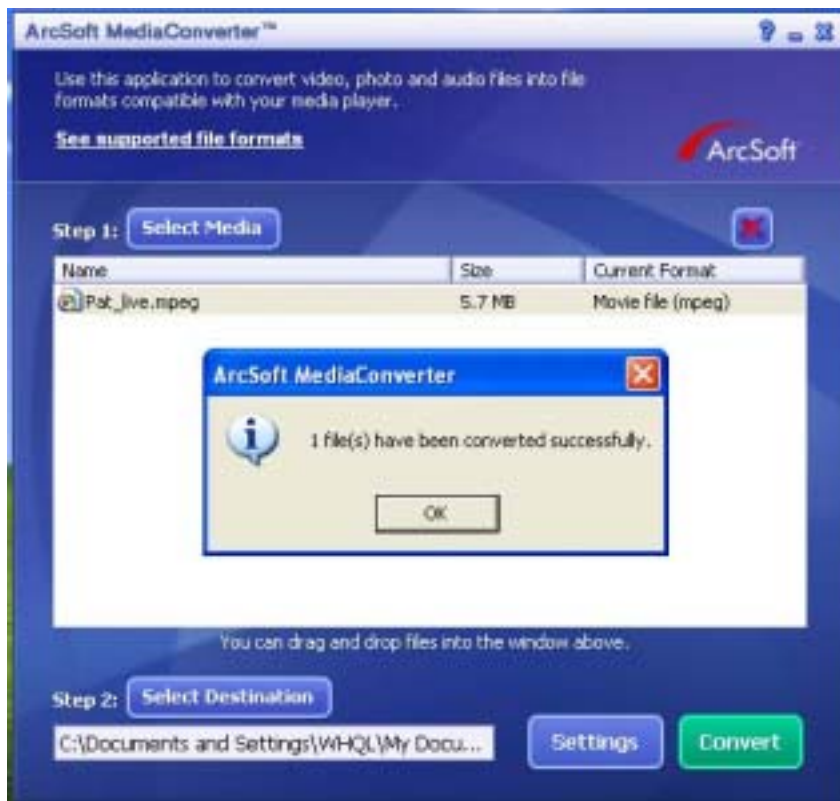 ArcSoft MediaConverter™
Use this application to convert video, photo and audio files into file
formats compatible with your media player.
See supported file formats
ArcSoft
Step 1: Select Media
Name Size Current Format
Pat_live.mpeg 5.7 MB Movie file (mpeg)
ArcSoft MediaConverter
1 file(s) have been converted successfully.
OK
You can drag and drop files into the window above.
Step 2: Select Destination
C:\Documents and Settings\WHQL\My Docu...
Settings
Convert